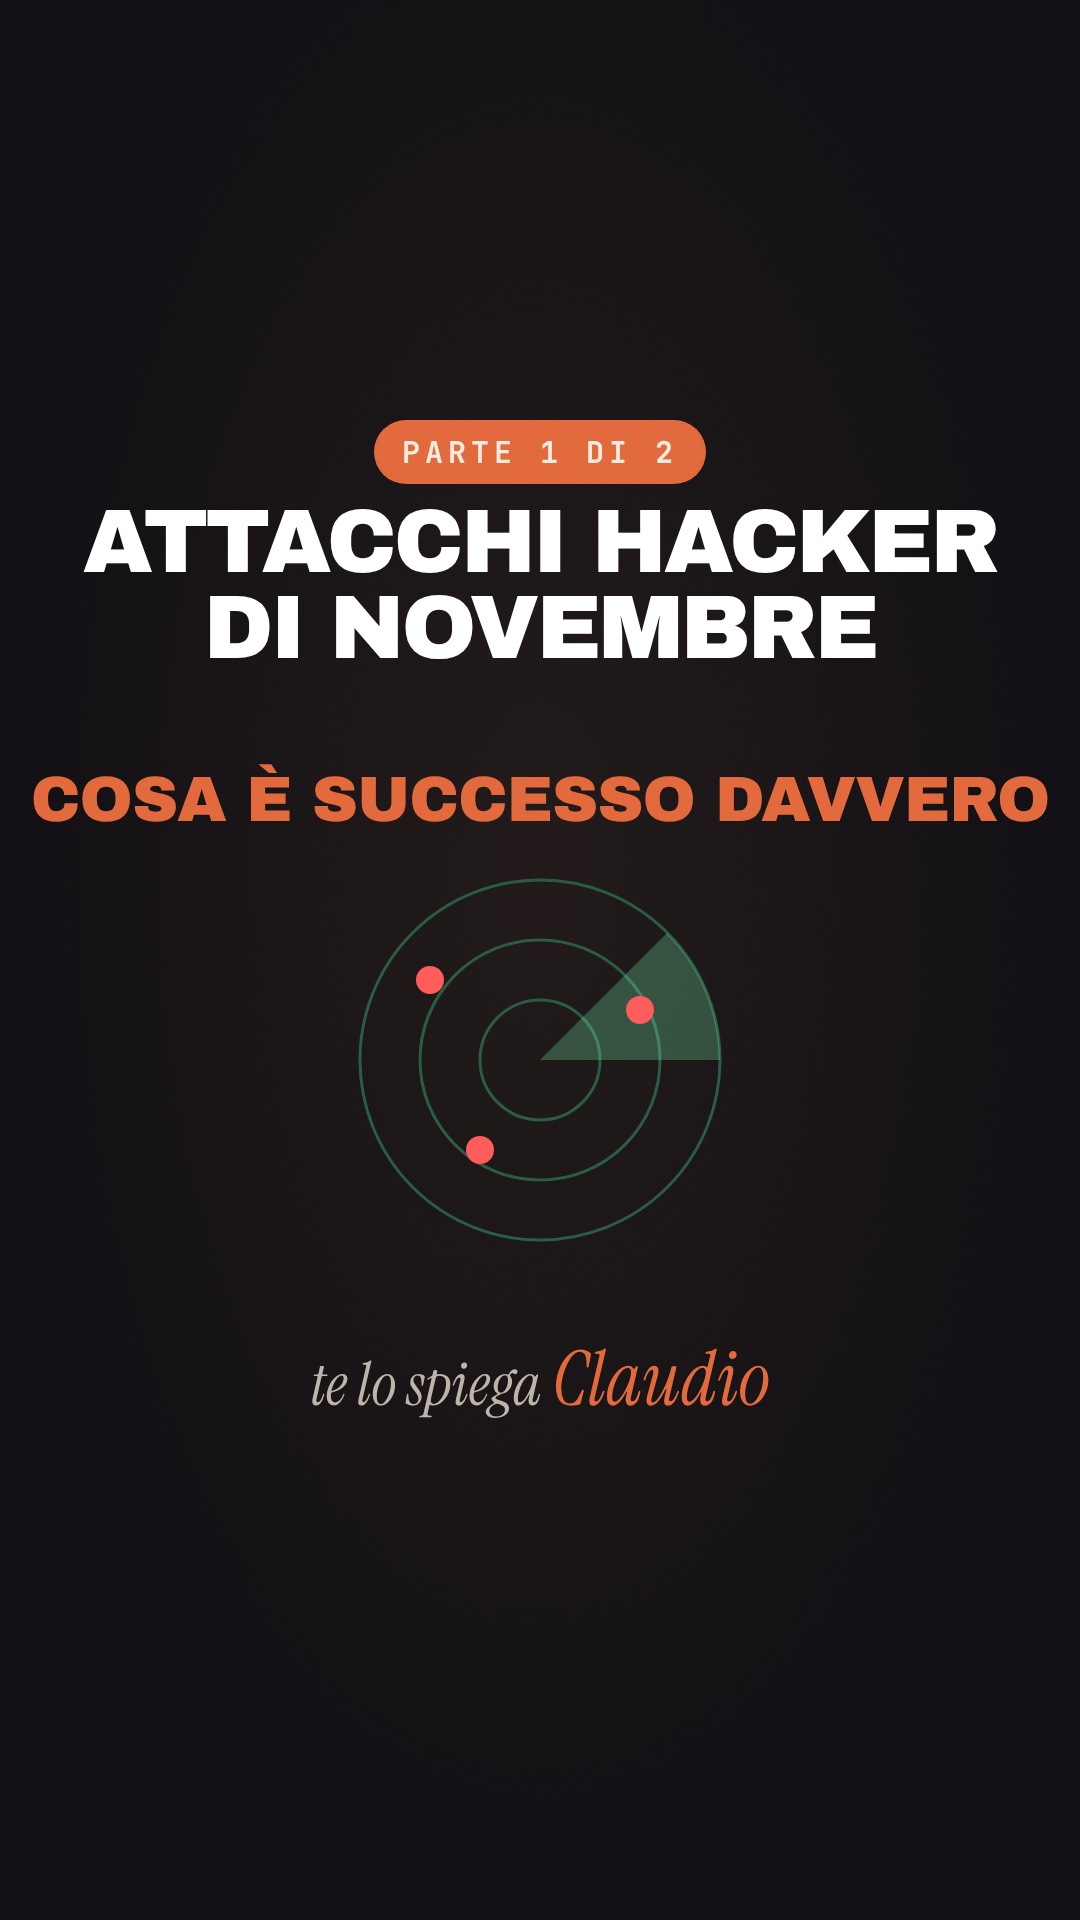 PARTE 1 DI 2
ATTACCHI HACKER
DI NOVEMBRE
COSA È SUCCESSO DAVVERO
te lo spiega Claudio